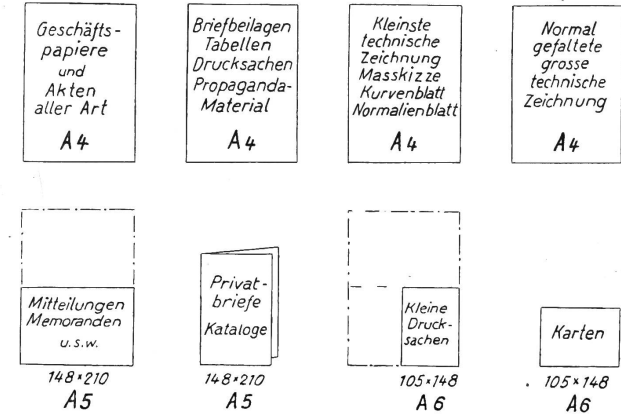 Geschäfts-
papiere
und
Akten
aller Art
A4
Briefbeilagen
Tabellen
Drucksachen
Propaganda-
Material
A4
Kleinste
technische
Zeichnung
Masskizze
Kurvenblatt
Normalienblatt
A4
Normal
gefaltete
grosse
technische
Zeichnung
A4
Mitteilungen
Memoranden
u.s.w.
148×210
A5
Privat-
briefe
Kataloge
148×210
A5
Kleine
Druck-
sachen
105×148
A6
Karten
105×148
A6